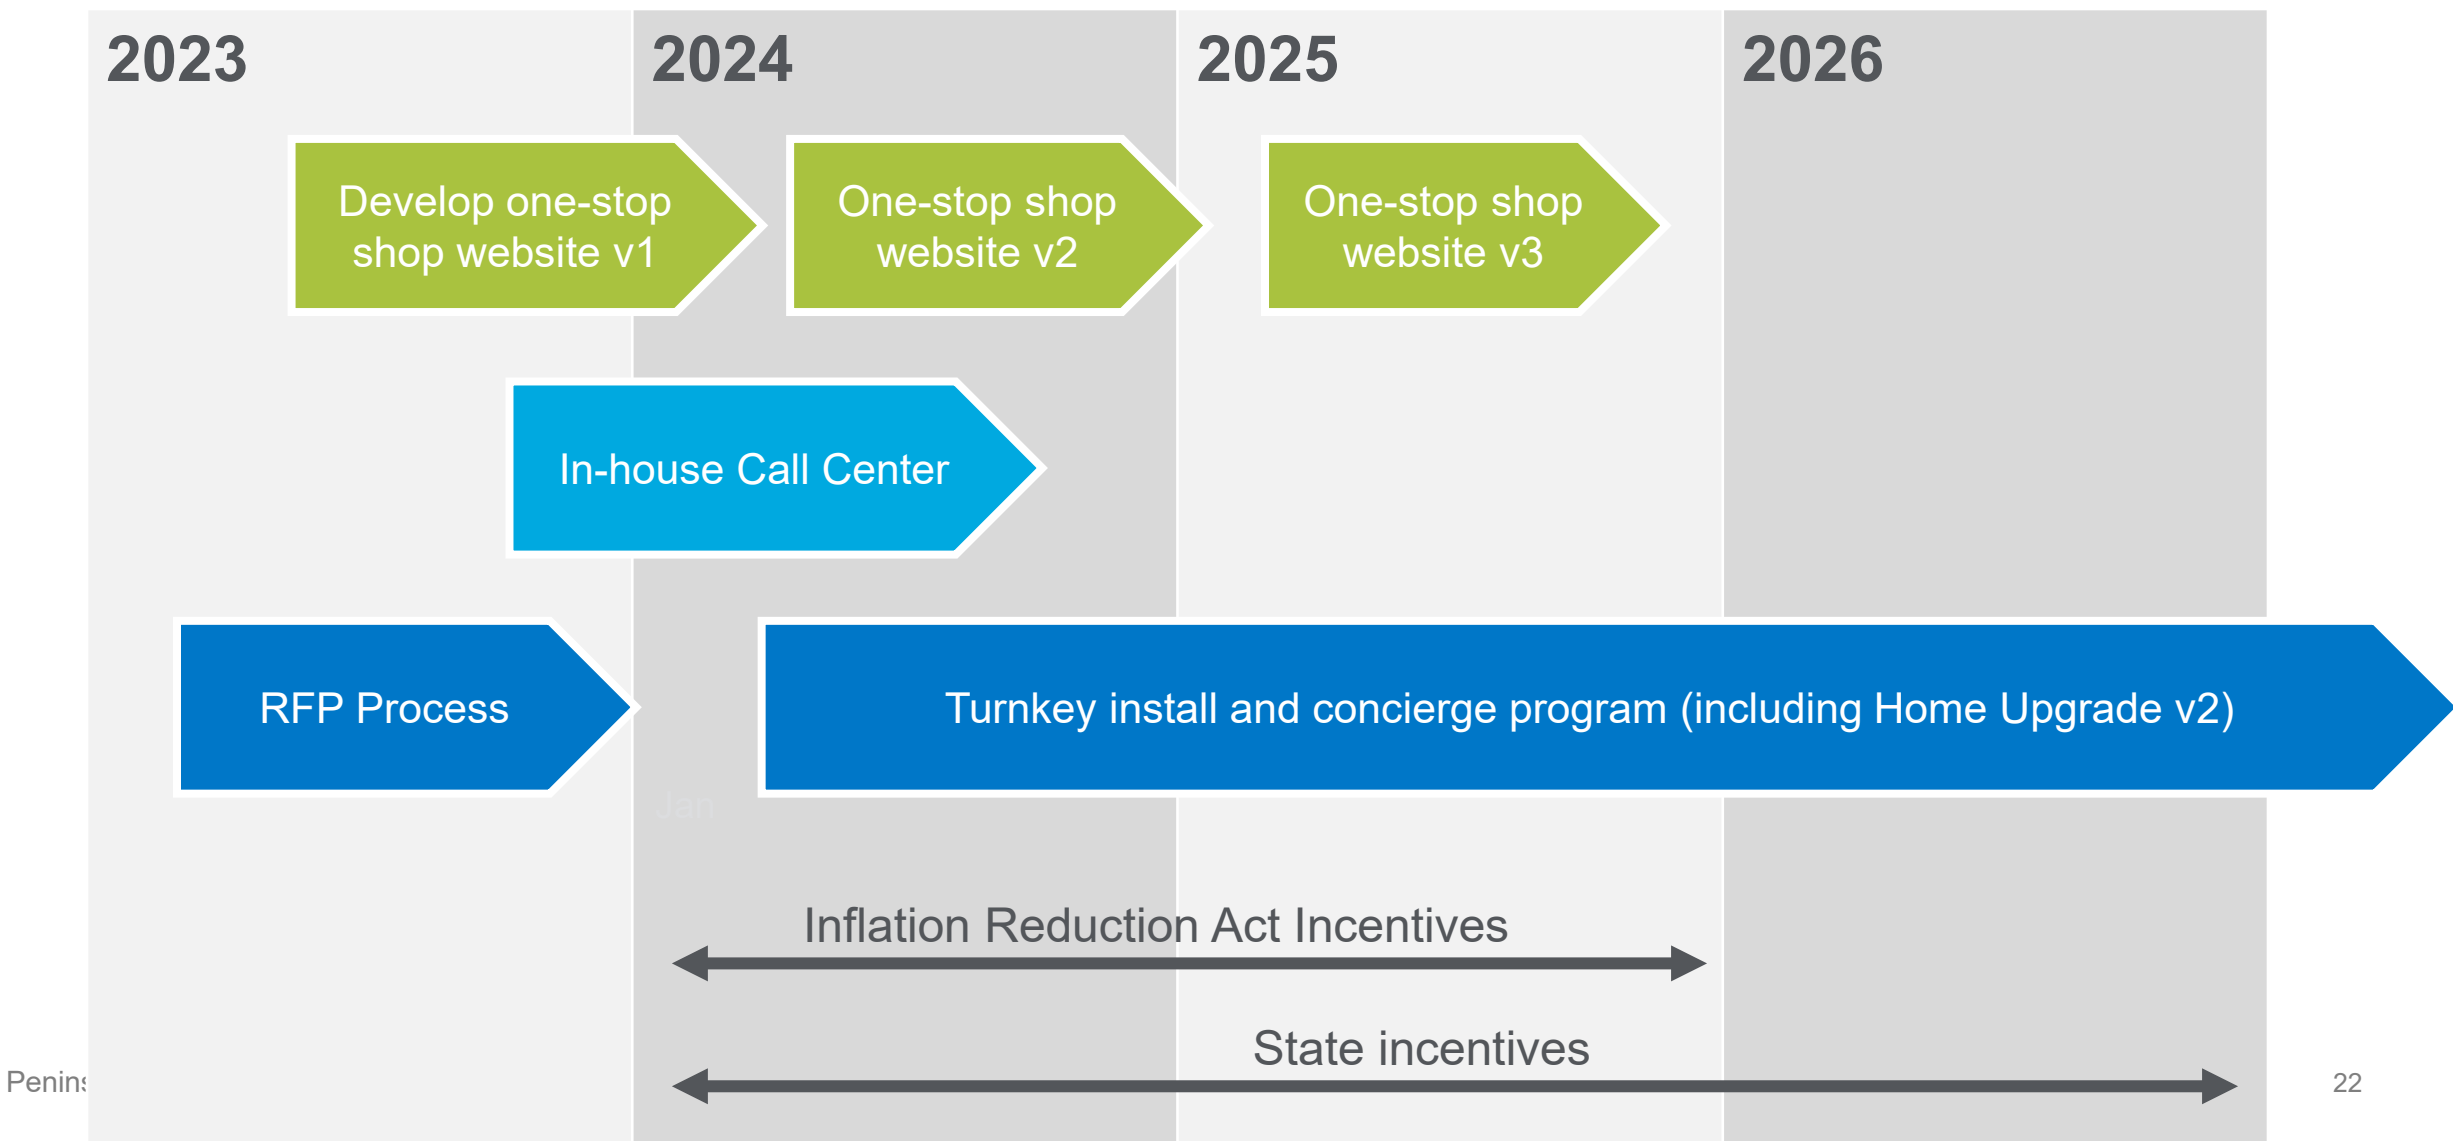 2023
2024
2025
2026
Develop one-stop
shop website v1
One-stop shop
website v2
One-stop shop
website v3
In-house Call Center
RFP Process
Turnkey install and concierge program (including Home Upgrade v2)
Jan
Inflation Reduction Act Incentives
State incentives
22